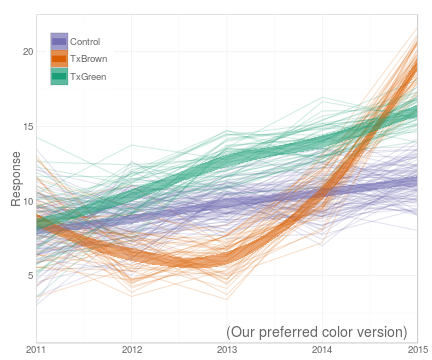 20
15
10
5
Response
Control
TxBrown
TxGreen
(Our preferred color version)
2011 2012 2013 2014 2015